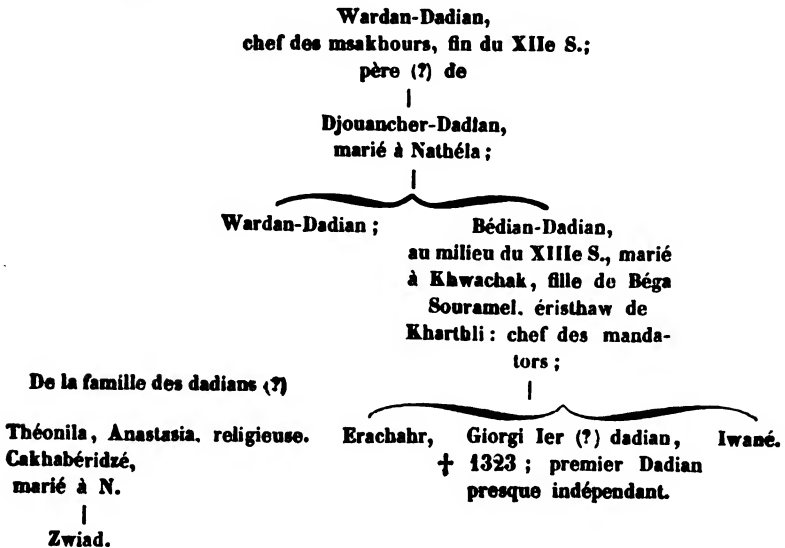 Wardan-Dadian,
chef des msakhours, fin du XIIe S.;
père (?) de
Djouancher-Dadian,
marié à Nathéla;
Wardan-Dadian;
Bédian-Dadian,
au milieu du XIIIe S., marié
à Khwachak, fille de Béga
Souramel. éristhaw de
Kharthli: chef des manda-
tors;
De la famille des dadians (?)
Théonila, Anastasia. religieuse.
Cakhabéridzé,
marié à N.
Zwiad.
Erachahr,
Giorgi Ier (?) dadian,
† 1323; premier Dadian
presque indépendant.
Iwané.